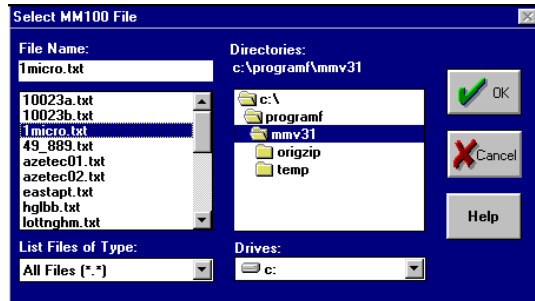 Select MM100 File
File Name:
1micro.txt
10023a.txt
10023b.txt
1micro.txt
49_889.txt
azetec01.txt
azetec02.txt
eastapt.txt
hglbb.txt
lottnghm.txt
List Files of Type:
All Files (*.*)
Directories:
c:\programf\mmv31
c:\
programf
mmv31
origzip
temp
Drives:
c:
OK
Cancel
Help